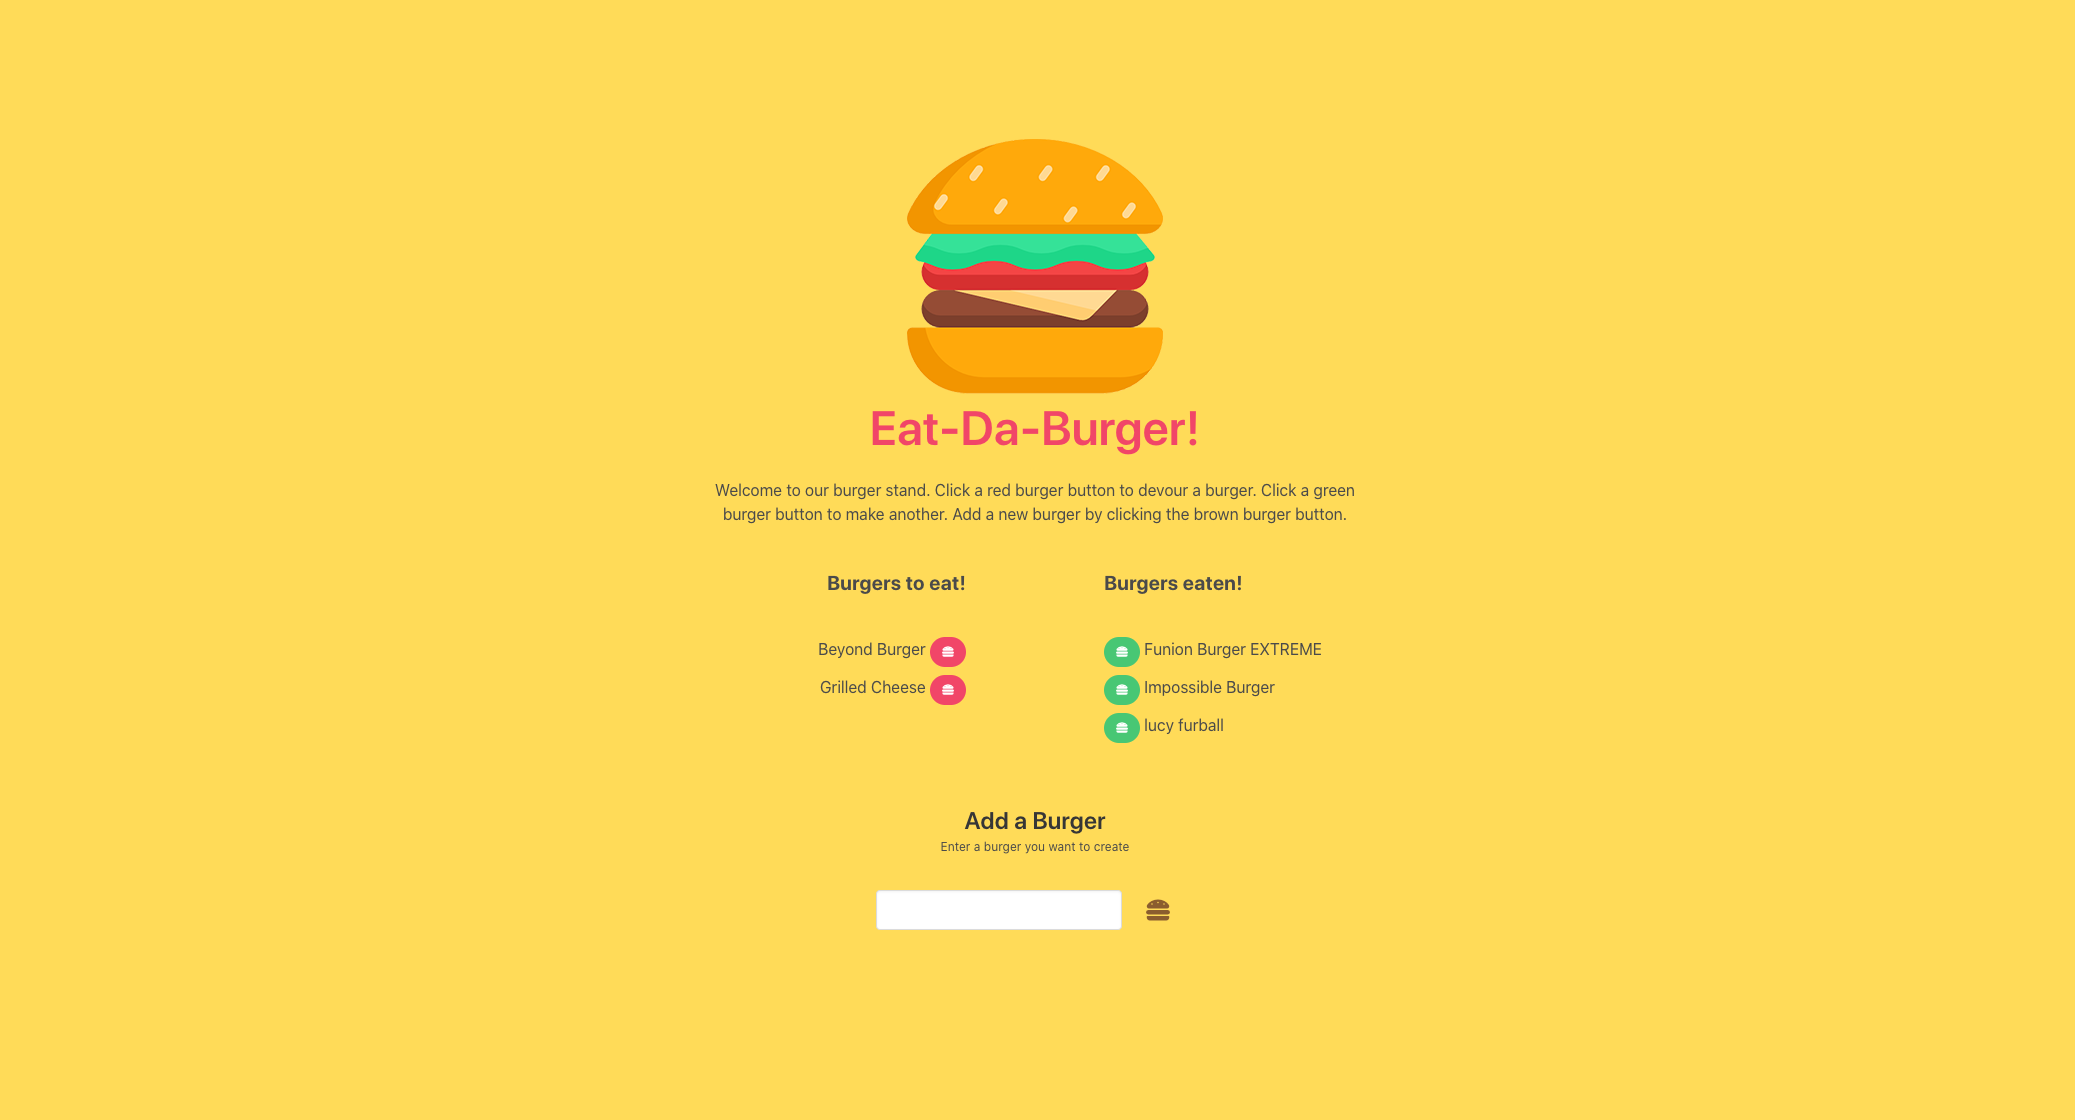 Eat-Da-Burger!
Welcome to our burger stand. Click a red burger button to devour a burger. Click a green
burger button to make another. Add a new burger by clicking the brown burger button.
Burgers to eat!
Beyond Burger
Grilled Cheese
Burgers eaten!
Funion Burger EXTREME
Impossible Burger
lucy furball
Add a Burger
Enter a burger you want to create